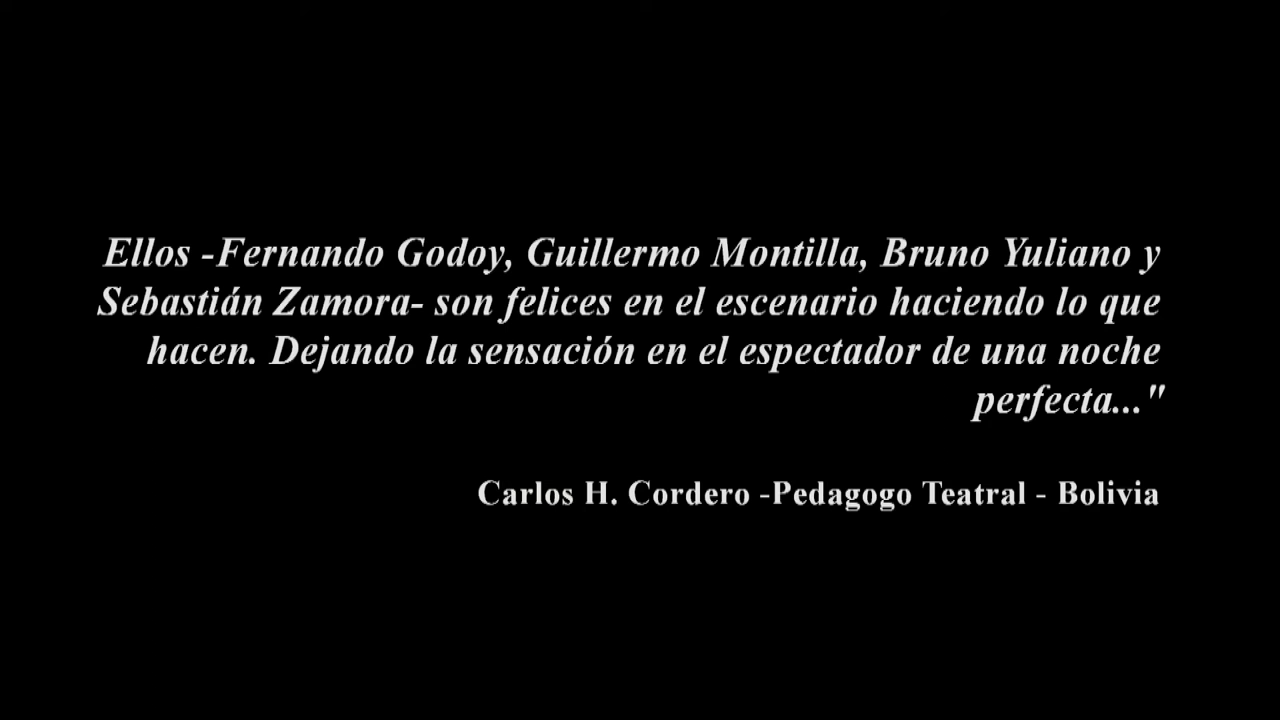 Ellos -Fernando Godoy, Guillermo Montilla, Bruno Yuliano y
Sebastián Zamora- son felices en el escenario haciendo lo que
hacen. Dejando la sensación en el espectador de una noche
perfecta..."
Carlos H. Cordero -Pedagogo Teatral - Bolivia